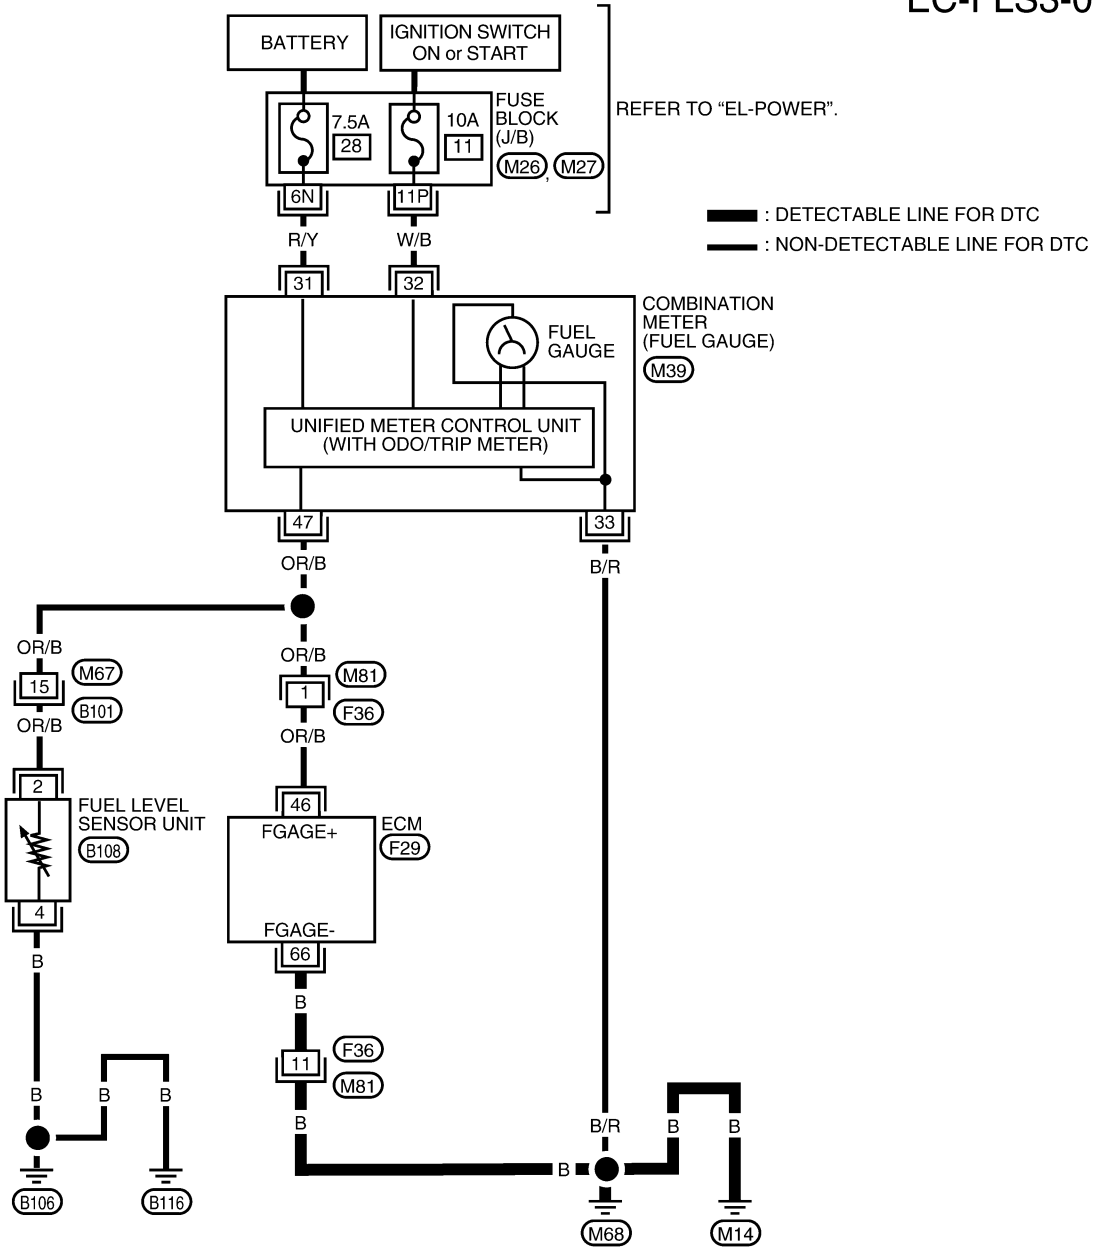 BATTERY
IGNITION SWITCH
ON or START
FUSE
BLOCK
(J/B)
7.5A
28
10A
11
M26, M27
REFER TO “EL-POWER”.
6N
11P
R/Y
W/B
: DETECTABLE LINE FOR DTC
: NON-DETECTABLE LINE FOR DTC
31
32
COMBINATION
METER
(FUEL GAUGE)
M39
FUEL
GAUGE
UNIFIED METER CONTROL UNIT
(WITH ODO/TRIP METER)
47
33
OR/B
B/R
OR/B
OR/B
M67
15
B101
M81
1
F36
OR/B
OR/B
2
46
FUEL LEVEL
SENSOR UNIT
B108
FGAGE+
ECM
F29
4
FGAGE-
66
B
B
F36
11
M81
B
B
B
B
B/R
B
B
B
B106
B116
M68
M14